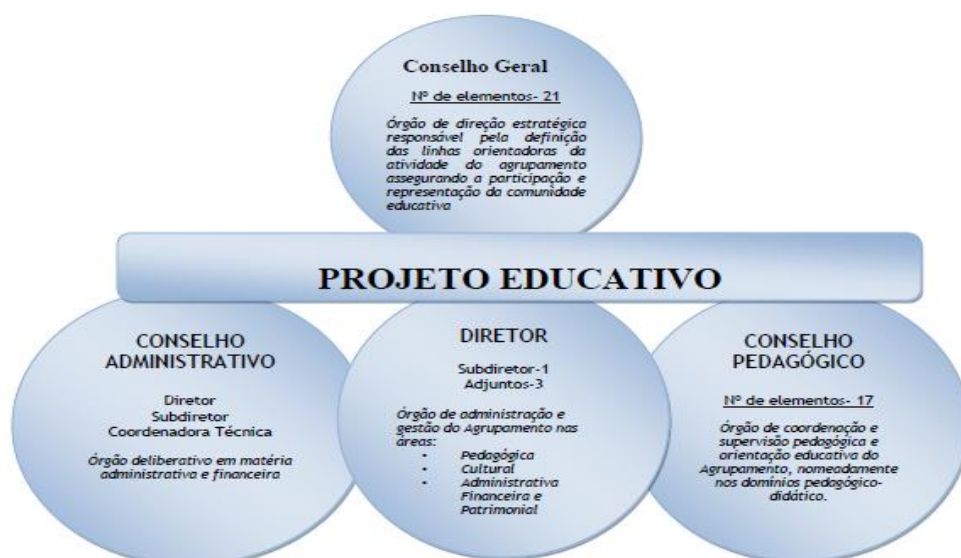 Conselho Geral
Nº de elementos- 21
Órgão de direção estratégica
responsável pela definição
das linhas orientadoras da
atividade do agrupamento
assegurando a participação e
representação da comunidade
educativa
PROJETO EDUCATIVO
CONSELHO
ADMINISTRATIVO
Diretor
Subdiretor
Coordenadora Técnica
Órgão deliberativo em matéria
administrativa e financeira
DIRETOR
Subdiretor-1
Adjuntos-3
Órgão de administração e
gestão do Agrupamento nas
áreas:
• Pedagógica
• Cultural
• Administrativa
Financeira e
Patrimonial
CONSELHO
PEDAGÓGICO
Nº de elementos- 17
Órgão de coordenação e
supervisão pedagógica e
orientação educativa do
Agrupamento, nomeadamente
nos domínios pedagógico-
didático.